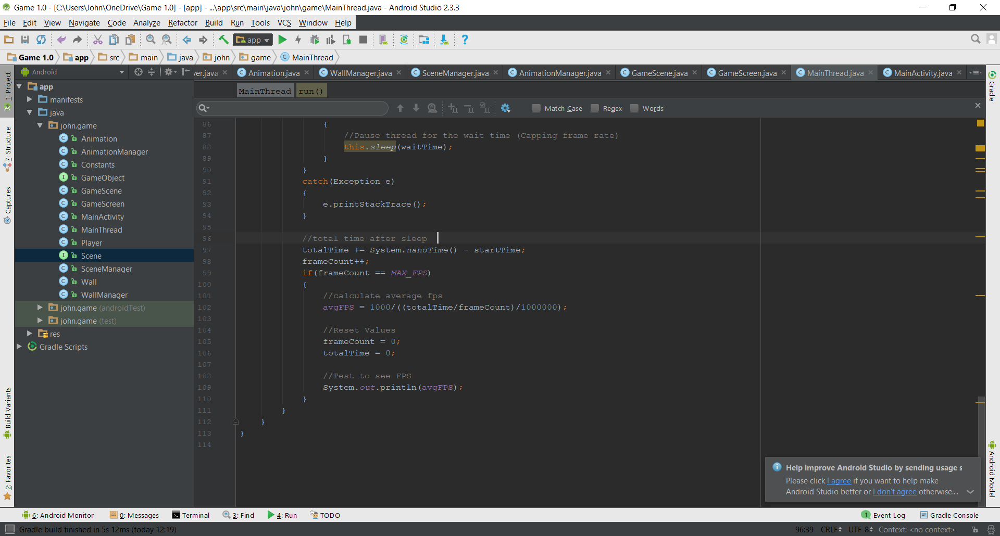 Game 1.0 - [C:\Users\John\OneDrive\Game 1.0] - [app] - ...\app\src\main\java\john\game\MainThread.java - Android Studio 2.3.3
File Edit View Navigate Code Analyze Refactor Build Run Tools VCS Window Help
app
Game 1.0 app src main java john game MainThread
Android
ver.java Animation.java WallManager.java SceneManager.java AnimationManager.java GameScene.java GameScreen.java MainThread.java MainActivity.java
MainThread run()
Match Case Regex Words
1: Project
7: Structure
Captures
Build Variants
2: Favorites
app
manifests
java
john.game
Animation
AnimationManager
Constants
GameObject
GameScene
GameScreen
MainActivity
MainThread
Player
Scene
SceneManager
Wall
WallManager
john.game (androidTest)
john.game (test)
res
Gradle Scripts
86 {
87 //Pause thread for the wait time (Capping frame rate)
88 this.sleep(waitTime);
89 }
90 }
91 catch(Exception e)
92 {
93 e.printStackTrace();
94 }
95
96 //total time after sleep
97 totalTime += System.nanoTime() - startTime;
98 frameCount++;
99 if(frameCount == MAX_FPS)
100 {
101 //calculate average fps
102 avgFPS = 1000/((totalTime/frameCount)/1000000);
103
104 //Reset Values
105 frameCount = 0;
106 totalTime = 0;
107
108 //Test to see FPS
109 System.out.println(avgFPS);
110 }
111 }
112 }
113 }
114
Gradle
Android Model
Help improve Android Studio by sending usage s
Please click I agree if you want to help make
Android Studio better or I don't agree otherwise....
6: Android Monitor 0: Messages Terminal 3: Find 4: Run TODO 1 Event Log Gradle Console
Gradle build finished in 5s 12ms (today 12:19) 96:39 CRLF UTF-8 Context: <no context>